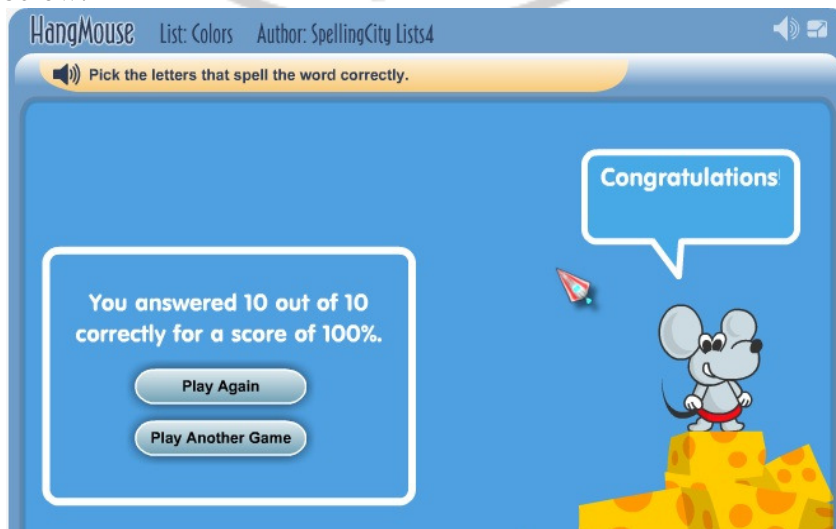 HangMouse List: Colors Author: SpellingCity Lists4
Pick the letters that spell the word correctly.
Congratulations!
You answered 10 out of 10
correctly for a score of 100%.
Play Again
Play Another Game